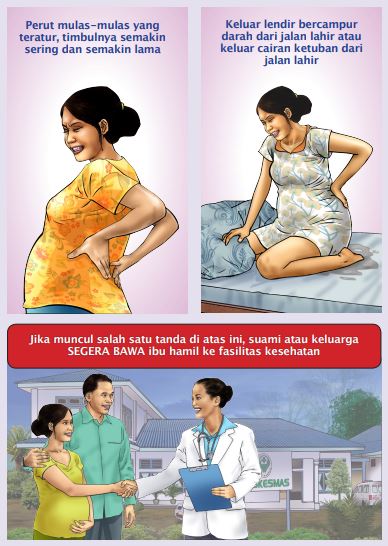 Perut mulas-mulas yang
teratur, timbulnya semakin
sering dan semakin lama
Keluar lendir bercampur
darah dari jalan lahir atau
keluar cairan ketuban dari
jalan lahir
Jika muncul salah satu tanda di atas ini, suami atau keluarga
SEGERA BAWA ibu hamil ke fasilitas kesehatan
KESMAS